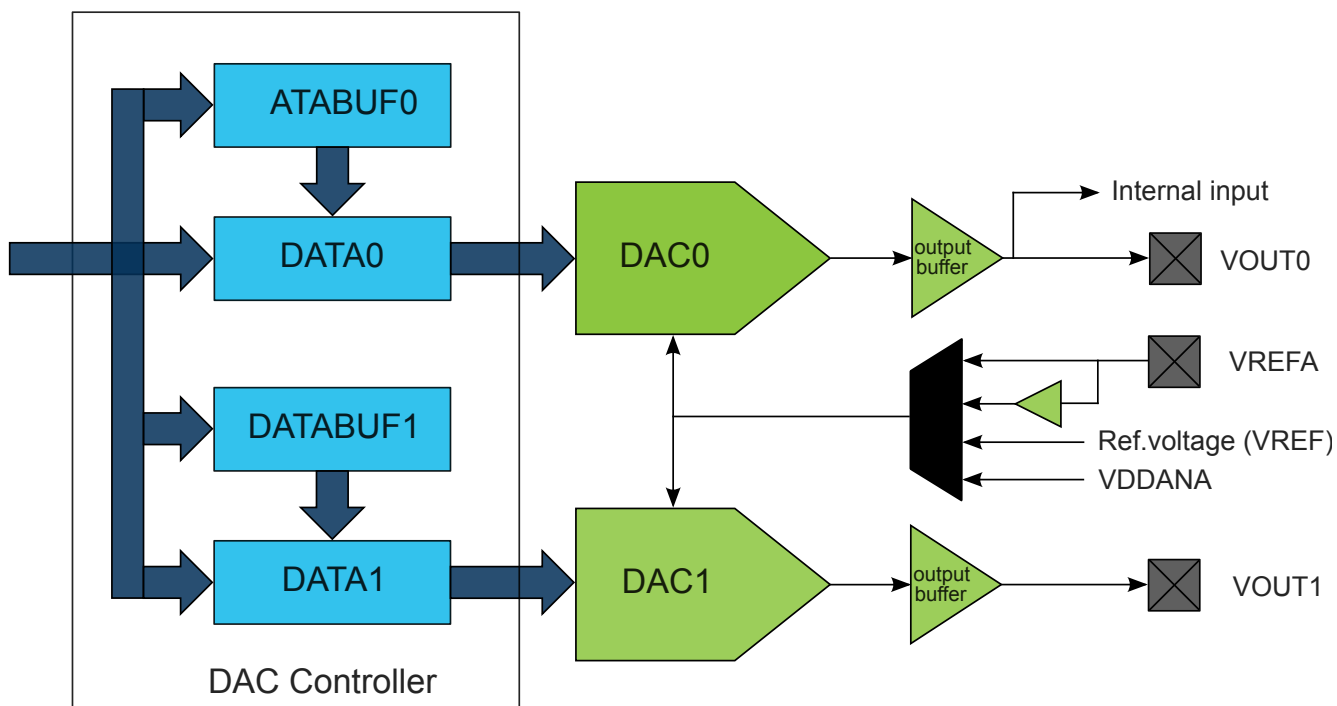 ATABUF0
DATA0
DAC0
output
buffer
Internal input
VOUT0
VREFA
DATABUF1
Ref.voltage (VREF)
VDDANA
DATA1
DAC1
output
buffer
VOUT1
DAC Controller